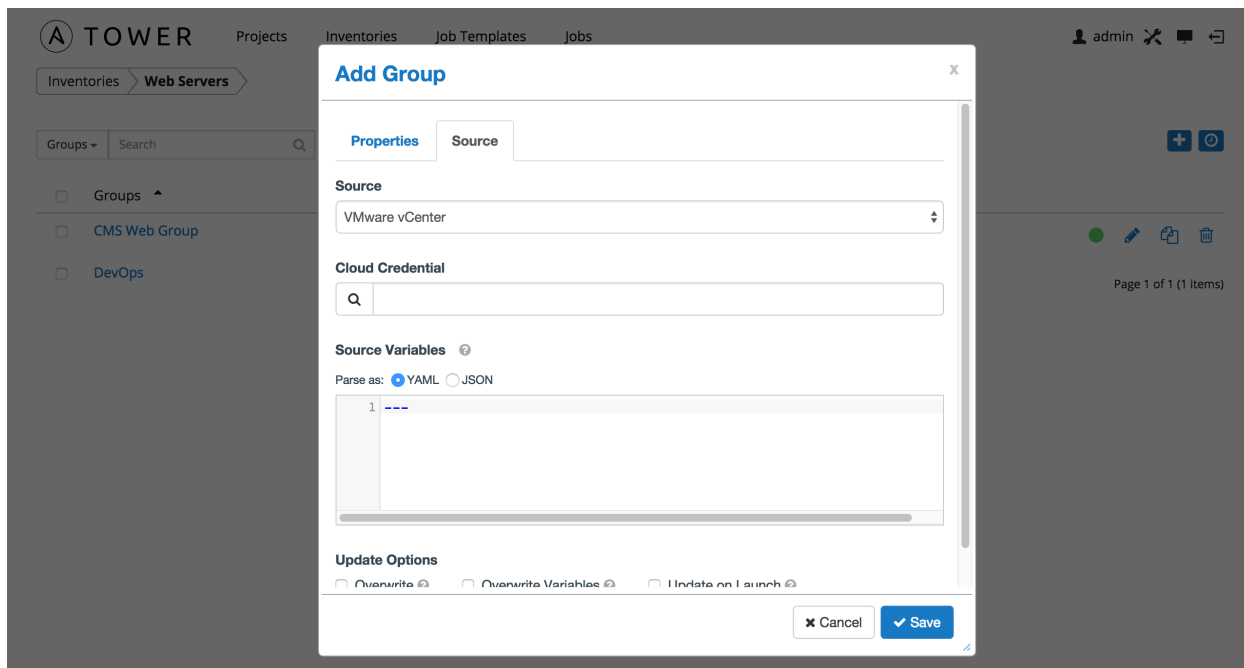 TOWER Projects Inventories Job Templates Jobs admin
Inventories Web Servers
Groups Search
Groups
CMS Web Group
DevOps
Page 1 of 1 (1 items)
Add Group x
Properties Source
Source
VMware vCenter
Cloud Credential
Source Variables ?
Parse as: YAML JSON
1 ---
Update Options
Overwrite ? Overwrite Variables ? Update on Launch ?
Cancel Save